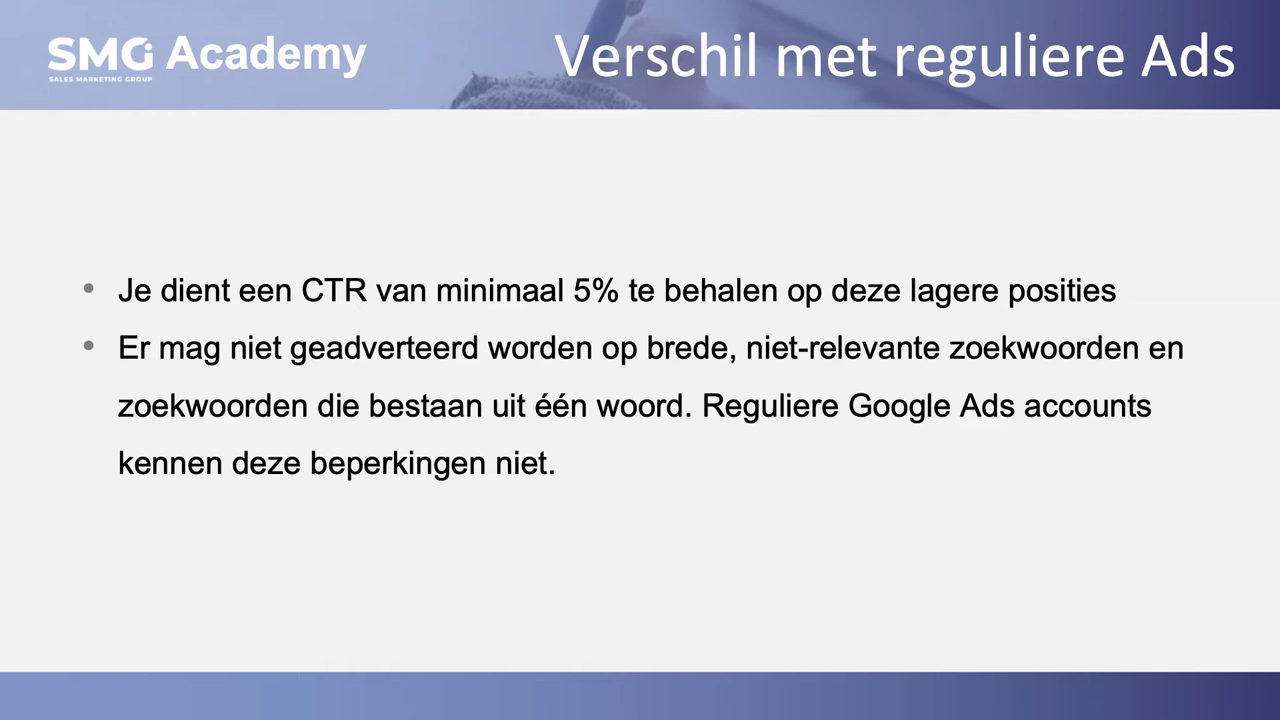 SMG Academy
SALES MARKETING GROUP
Verschil met reguliere Ads
• Je dient een CTR van minimaal 5% te behalen op deze lagere posities
• Er mag niet geadverteerd worden op brede, niet-relevante zoekwoorden en
zoekwoorden die bestaan uit één woord. Reguliere Google Ads accounts
kennen deze beperkingen niet.